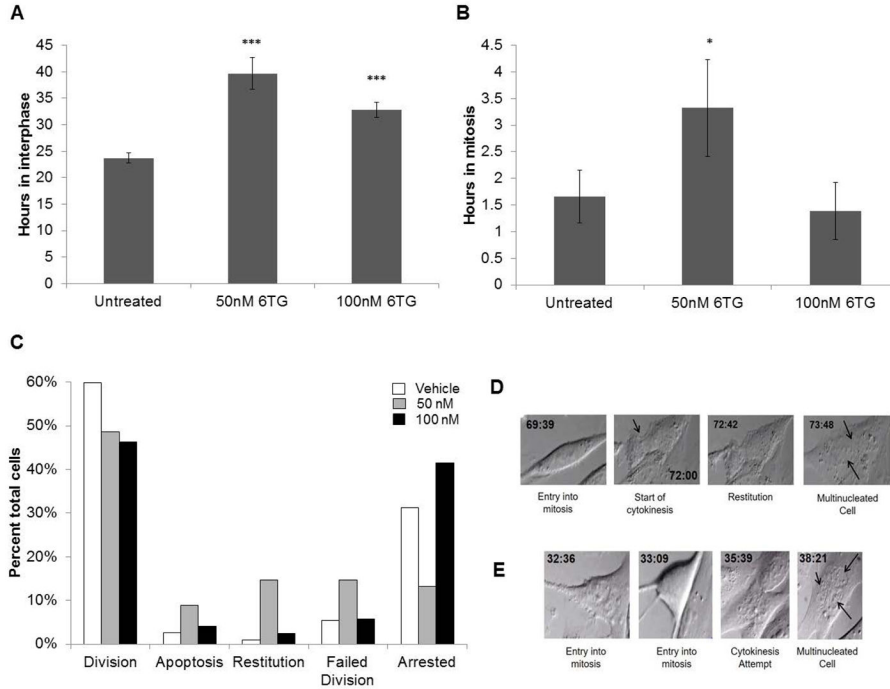 A
Hours in interphase
45
40
35
30
25
20
15
10
5
0
***
***
Untreated
50nM 6TG
100nM 6TG
B
Hours in mitosis
4.5
4
3.5
3
2.5
2
1.5
1
0.5
0
*
Untreated
50nM 6TG
100nM 6TG
C
Percent total cells
60%
50%
40%
30%
20%
10%
0%
Vehicle
50 nM
100 nM
Division
Apoptosis
Restitution
Failed
Division
Arrested
D
69:39
72:00
72:42
73:48
Entry into
mitosis
Start of
cytokinesis
Restitution
Multinucleated
Cell
E
32:36
33:09
35:39
38:21
Entry into
mitosis
Entry into
mitosis
Cytokinesis
Attempt
Multinucleated
Cell